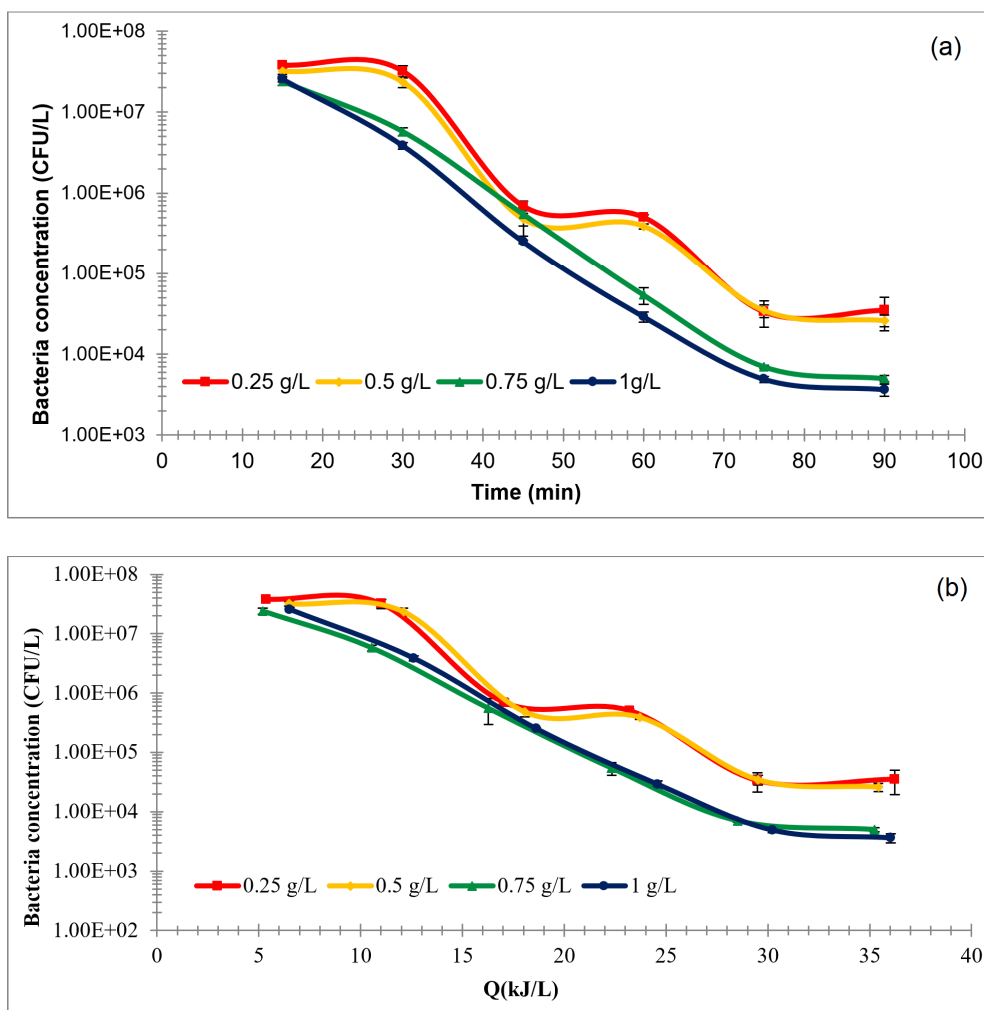 (a)
Bacteria concentration (CFU/L)
1.00E+08
1.00E+07
1.00E+06
1.00E+05
1.00E+04
1.00E+03
0.25 g/L 0.5 g/L 0.75 g/L 1g/L
0 10 20 30 40 50 60 70 80 90 100
Time (min)
(b)
Bacteria concentration (CFU/L)
1.00E+08
1.00E+07
1.00E+06
1.00E+05
1.00E+04
1.00E+03
1.00E+02
0.25 g/L 0.5 g/L 0.75 g/L 1 g/L
0 5 10 15 20 25 30 35 40
Q(kJ/L)